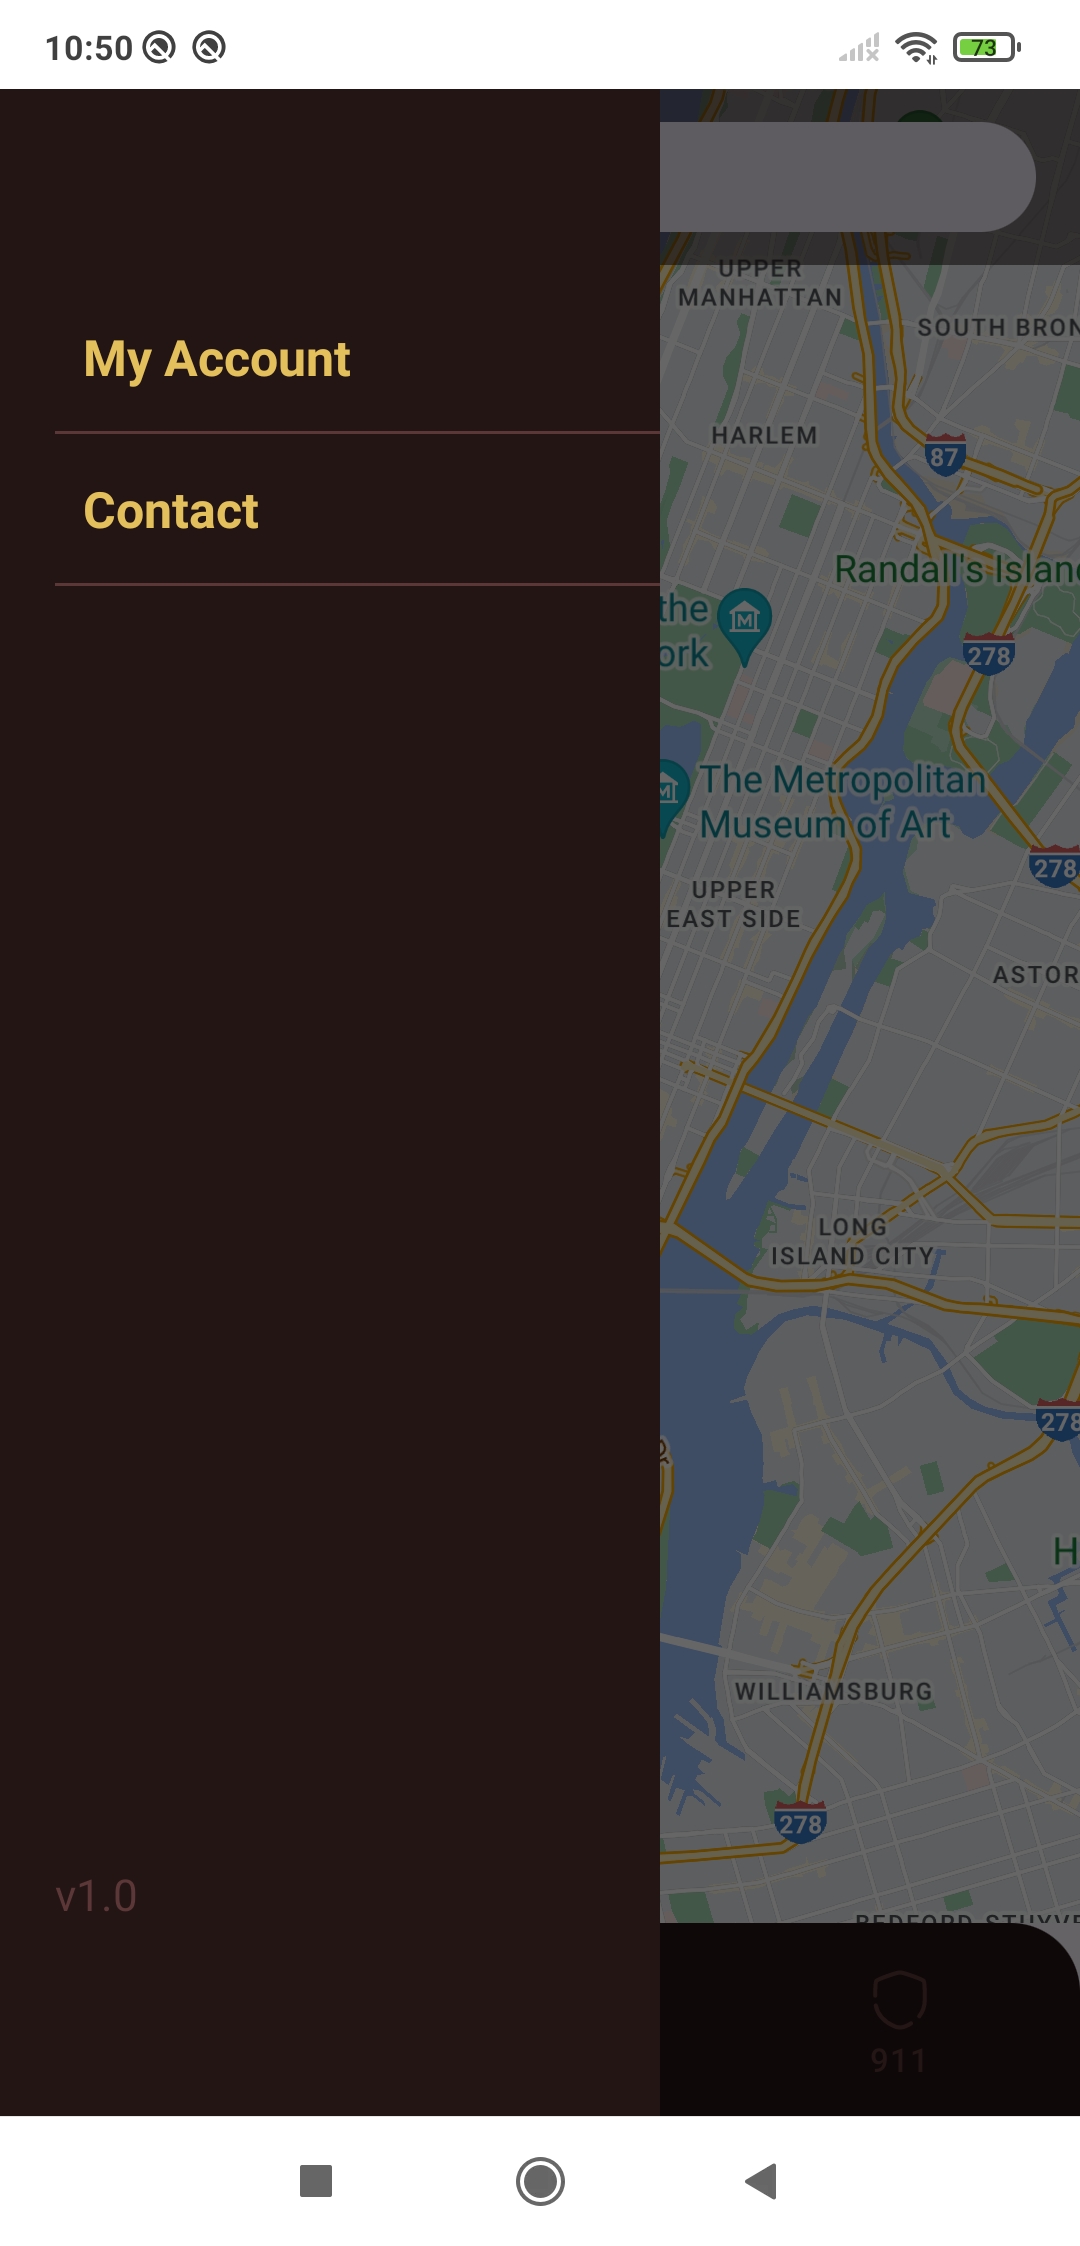 10:50
73
My Account
Contact
v1.0
UPPER
MANHATTAN
SOUTH BRON
HARLEM
87
Randall's Island
the
ork
278
The Metropolitan
Museum of Art
278
UPPER
EAST SIDE
ASTOR
LONG
ISLAND CITY
278
H
WILLIAMSBURG
278
BEDFORD-STUYVE
911